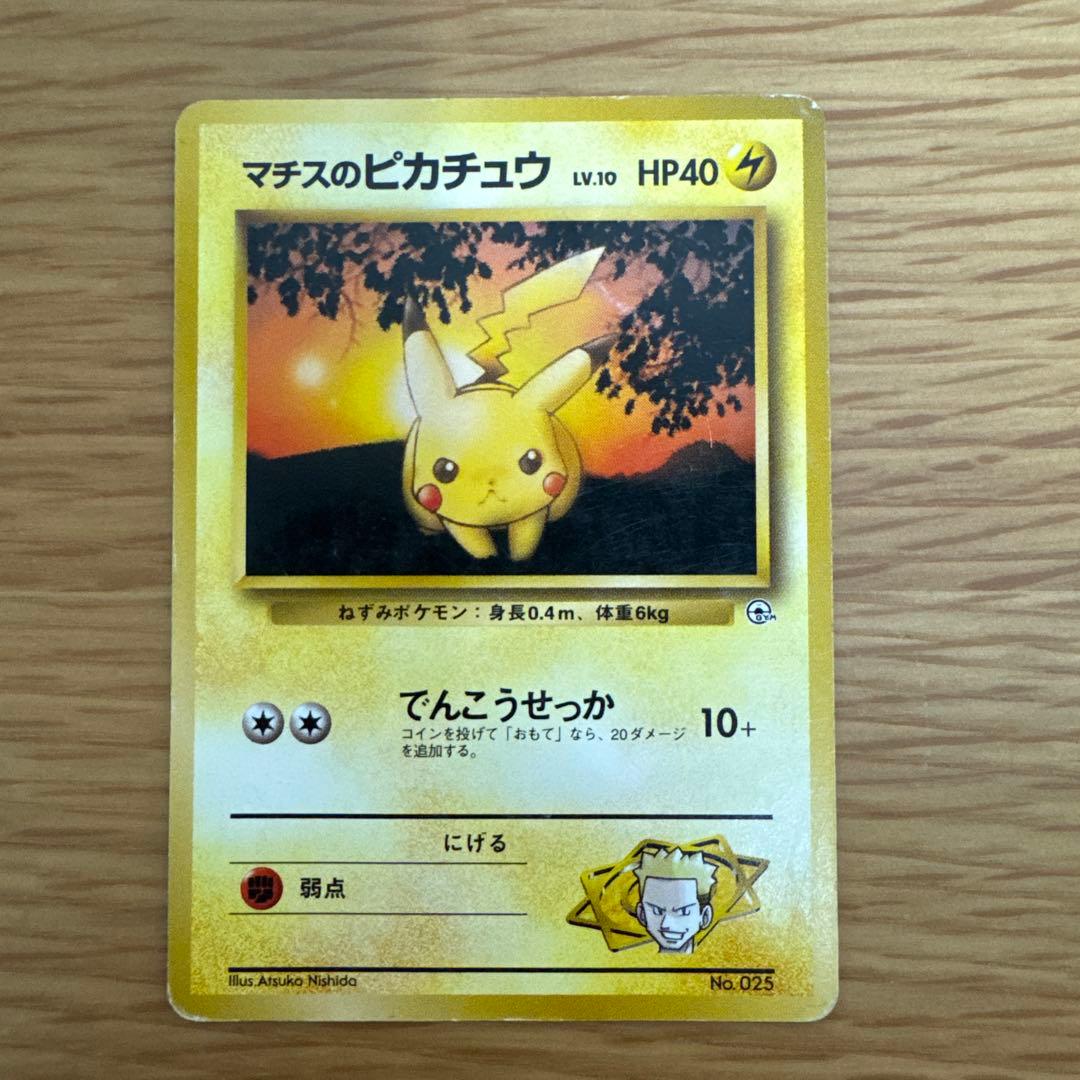 マチスのピカチュウ LV.10 HP40
ねずみポケモン：身長0.4m、体重6kg
GYM
でんこうせっか 10+
コインを投げて「おもて」なら、20ダメージ
を追加する。
にげる
弱点
Illus.Atsuko Nishida No.025